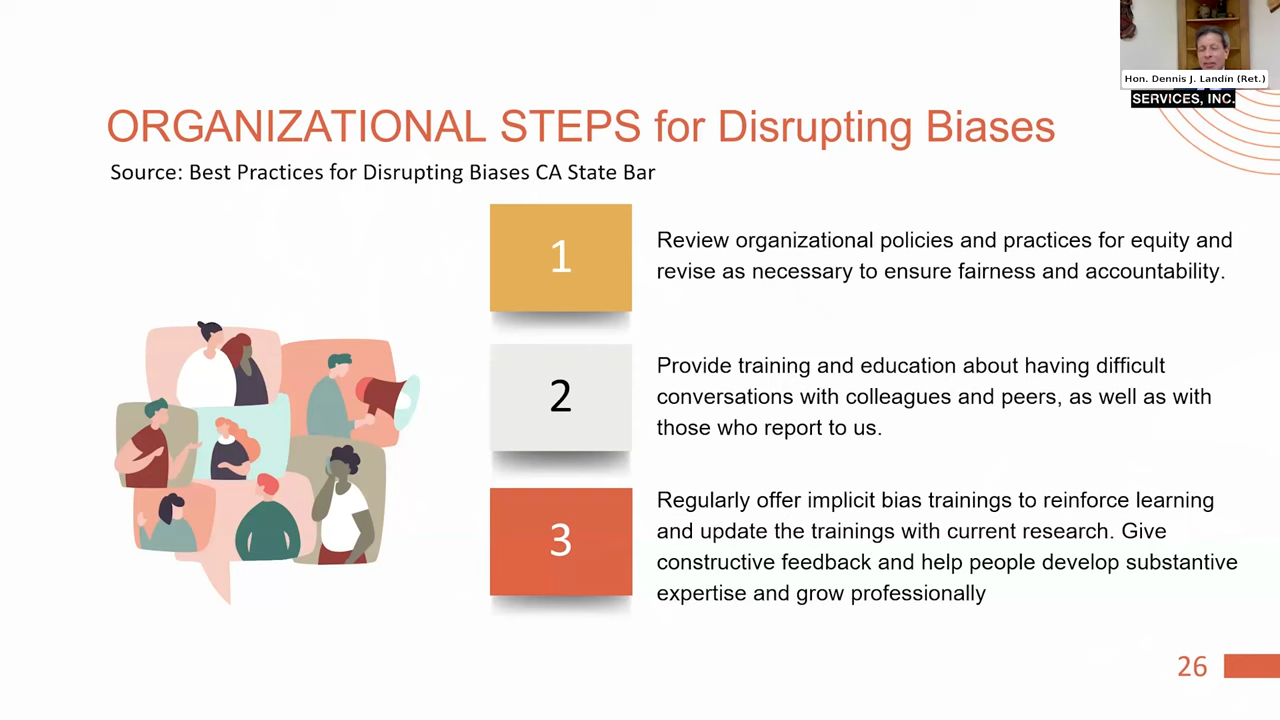 Hon. Dennis J. Landin (Ret.)
SERVICES, INC.
ORGANIZATIONAL STEPS for Disrupting Biases
Source: Best Practices for Disrupting Biases CA State Bar
1
Review organizational policies and practices for equity and
revise as necessary to ensure fairness and accountability.
2
Provide training and education about having difficult
conversations with colleagues and peers, as well as with
those who report to us.
3
Regularly offer implicit bias trainings to reinforce learning
and update the trainings with current research. Give
constructive feedback and help people develop substantive
expertise and grow professionally
26